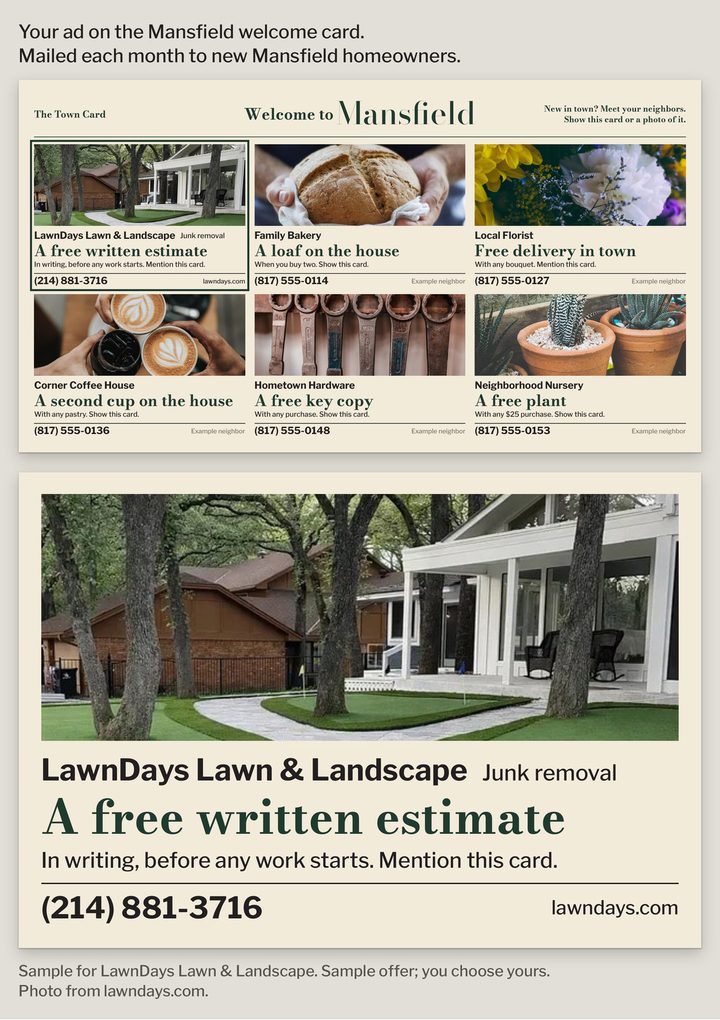 Your ad on the Mansfield welcome card.
Mailed each month to new Mansfield homeowners.
The Town Card
Welcome to Mansfield
New in town? Meet your neighbors.
Show this card or a photo of it.
LawnDays Lawn & Landscape Junk removal
A free written estimate
In writing, before any work starts. Mention this card.
(214) 881-3716 lawndays.com
Family Bakery
A loaf on the house
When you buy two. Show this card.
(817) 555-0114 Example neighbor
Local Florist
Free delivery in town
With any bouquet. Mention this card.
(817) 555-0127 Example neighbor
Corner Coffee House
A second cup on the house
With any pastry. Show this card.
(817) 555-0136 Example neighbor
Hometown Hardware
A free key copy
With any purchase. Show this card.
(817) 555-0148 Example neighbor
Neighborhood Nursery
A free plant
With any $25 purchase. Show this card.
(817) 555-0153 Example neighbor
LawnDays Lawn & Landscape Junk removal
A free written estimate
In writing, before any work starts. Mention this card.
(214) 881-3716 lawndays.com
Sample for LawnDays Lawn & Landscape. Sample offer; you choose yours.
Photo from lawndays.com.